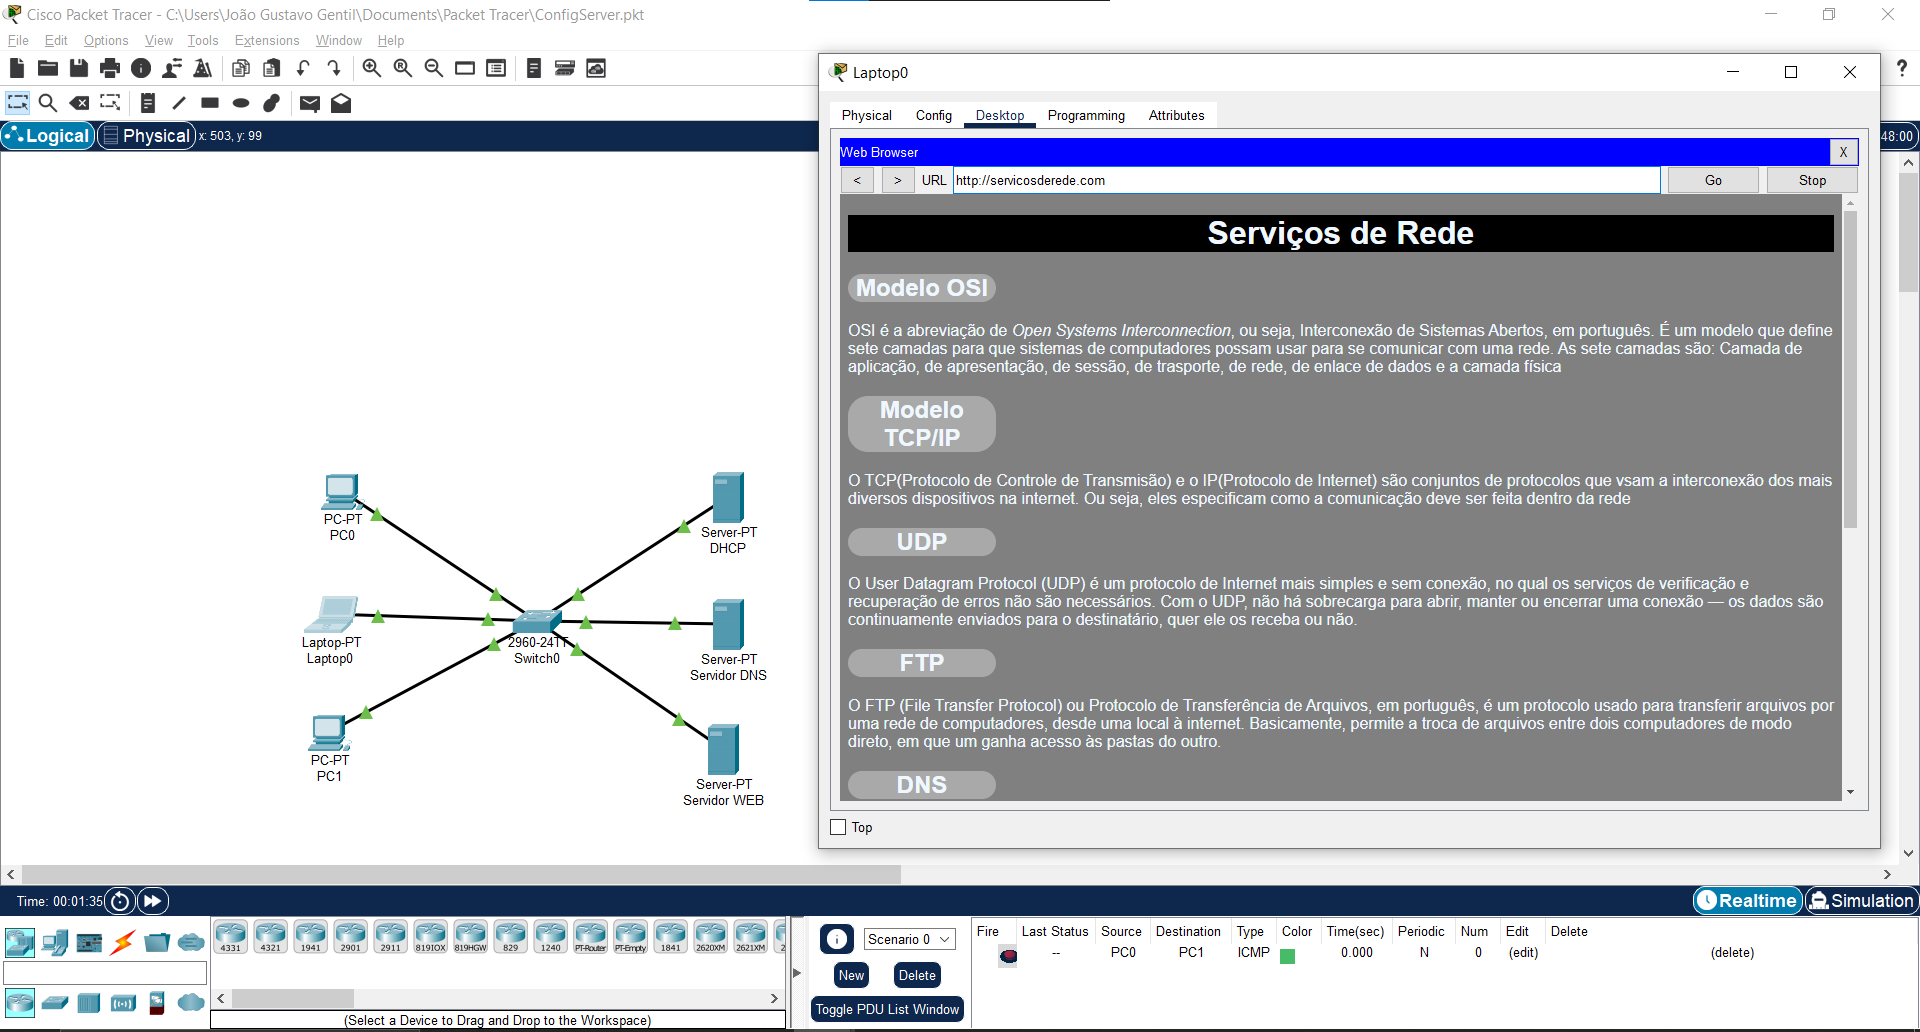 Cisco Packet Tracer - C:\Users\João Gustavo Gentil\Documents\Packet Tracer\ConfigServer.pkt
File Edit Options View Tools Extensions Window Help
Logical Physical x: 503, y: 99
48:00
Laptop0
Physical Config Desktop Programming Attributes
Web Browser X
< > URL http://servicosderede.com Go Stop
Serviços de Rede
Modelo OSI
OSI é a abreviação de Open Systems Interconnection, ou seja, Interconexão de Sistemas Abertos, em português. É um modelo que define
sete camadas para que sistemas de computadores possam usar para se comunicar com uma rede. As sete camadas são: Camada de
aplicação, de apresentação, de sessão, de trasporte, de rede, de enlace de dados e a camada física
Modelo
TCP/IP
O TCP(Protocolo de Controle de Transmisão) e o IP(Protocolo de Internet) são conjuntos de protocolos que vsam a interconexão dos mais
diversos dispositivos na internet. Ou seja, eles especificam como a comunicação deve ser feita dentro da rede
UDP
O User Datagram Protocol (UDP) é um protocolo de Internet mais simples e sem conexão, no qual os serviços de verificação e
recuperação de erros não são necessários. Com o UDP, não há sobrecarga para abrir, manter ou encerrar uma conexão — os dados são
continuamente enviados para o destinatário, quer ele os receba ou não.
FTP
O FTP (File Transfer Protocol) ou Protocolo de Transferência de Arquivos, em português, é um protocolo usado para transferir arquivos por
uma rede de computadores, desde uma local à internet. Basicamente, permite a troca de arquivos entre dois computadores de modo
direto, em que um ganha acesso às pastas do outro.
DNS
Top
PC-PT
PC0
Server-PT
DHCP
Laptop-PT
Laptop0
2960-24TT
Switch0
Server-PT
Servidor DNS
PC-PT
PC1
Server-PT
Servidor WEB
Time: 00:01:35
Realtime Simulation
4331 4321 1941 2901 2911 819IOX 819HGW 829 1240 PT-Router PT-Empty 1841 2620XM 2621XM 2
(Select a Device to Drag and Drop to the Workspace)
Scenario 0
New Delete
Toggle PDU List Window
Fire Last Status Source Destination Type Color Time(sec) Periodic Num Edit Delete
-- PC0 PC1 ICMP 0.000 N 0 (edit) (delete)